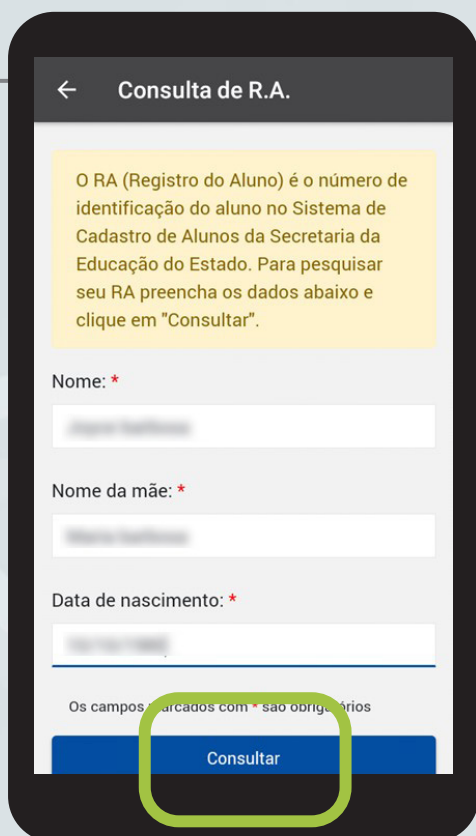 Consulta de R.A.
O RA (Registro do Aluno) é o número de
identificação do aluno no Sistema de
Cadastro de Alunos da Secretaria da
Educação do Estado. Para pesquisar
seu RA preencha os dados abaixo e
clique em "Consultar".
Nome: *
Nome da mãe: *
Data de nascimento: *
Os campos marcados com * são obrigatórios
Consultar